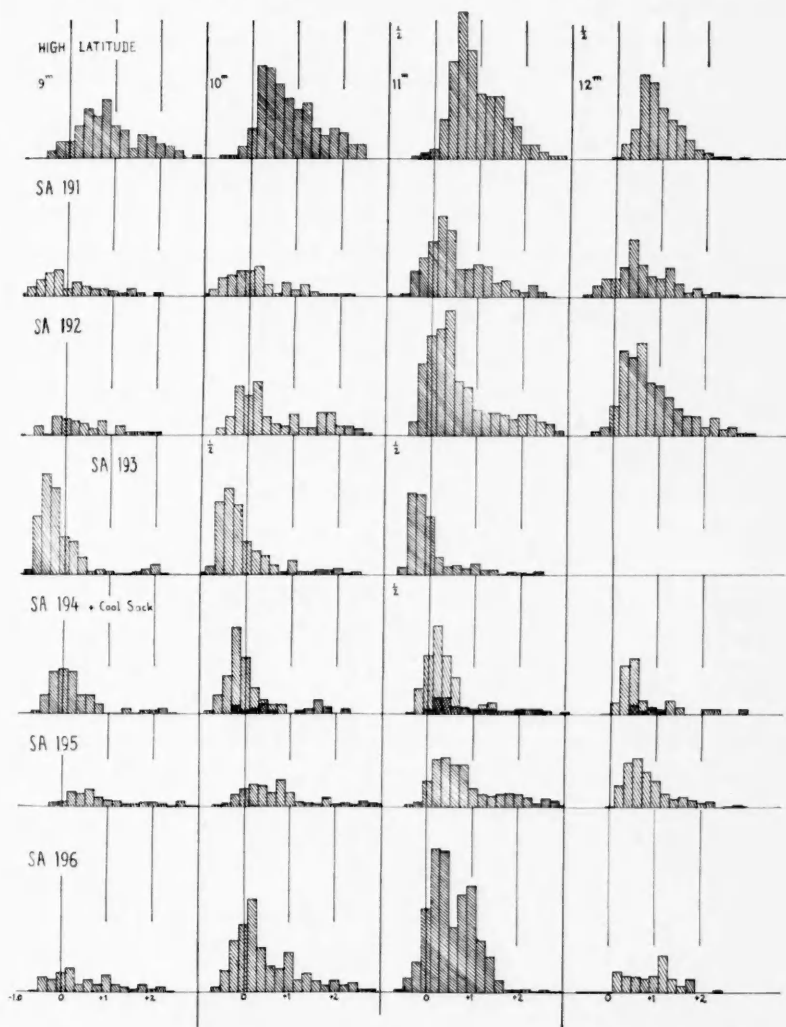 HIGH LATITUDE
9ᵐ 10ᵐ ½ 11ᵐ ½ 12ᵐ
SA 191
SA 192
SA 193 ½ ½
SA 194 + Coal Sack ½
SA 195
SA 196
-1.0 0 +1 +2 0 +1 +2 0 +1 +2 0 +1 +2